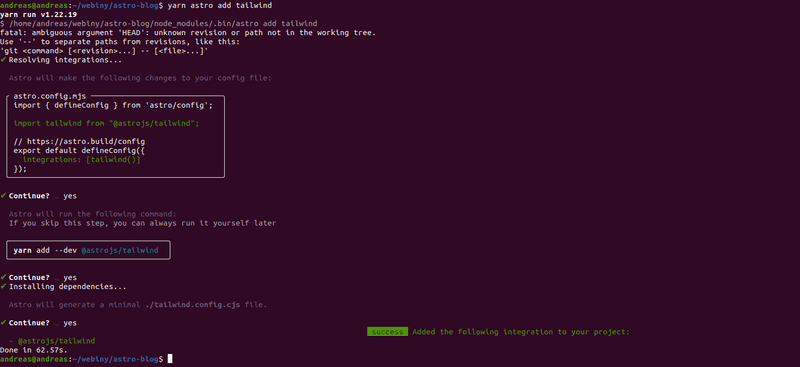 andreas@andreas:~/webiny/astro-blog$ yarn astro add tailwind
yarn run v1.22.19
$ /home/andreas/webiny/astro-blog/node_modules/.bin/astro add tailwind
fatal: ambiguous argument 'HEAD': unknown revision or path not in the working tree.
Use '--' to separate paths from revisions, like this:
'git <command> [<revision>...] -- [<file>...]'
✔ Resolving integrations...
Astro will make the following changes to your config file:
astro.config.mjs
import { defineConfig } from 'astro/config';
import tailwind from "@astrojs/tailwind";
// https://astro.build/config
export default defineConfig({
integrations: [tailwind()]
});
✔ Continue? … yes
Astro will run the following command:
If you skip this step, you can always run it yourself later
yarn add --dev @astrojs/tailwind
✔ Continue? … yes
✔ Installing dependencies...
Astro will generate a minimal ./tailwind.config.cjs file.
✔ Continue? … yes
success Added the following integration to your project:
- @astrojs/tailwind
Done in 62.57s.
andreas@andreas:~/webiny/astro-blog$